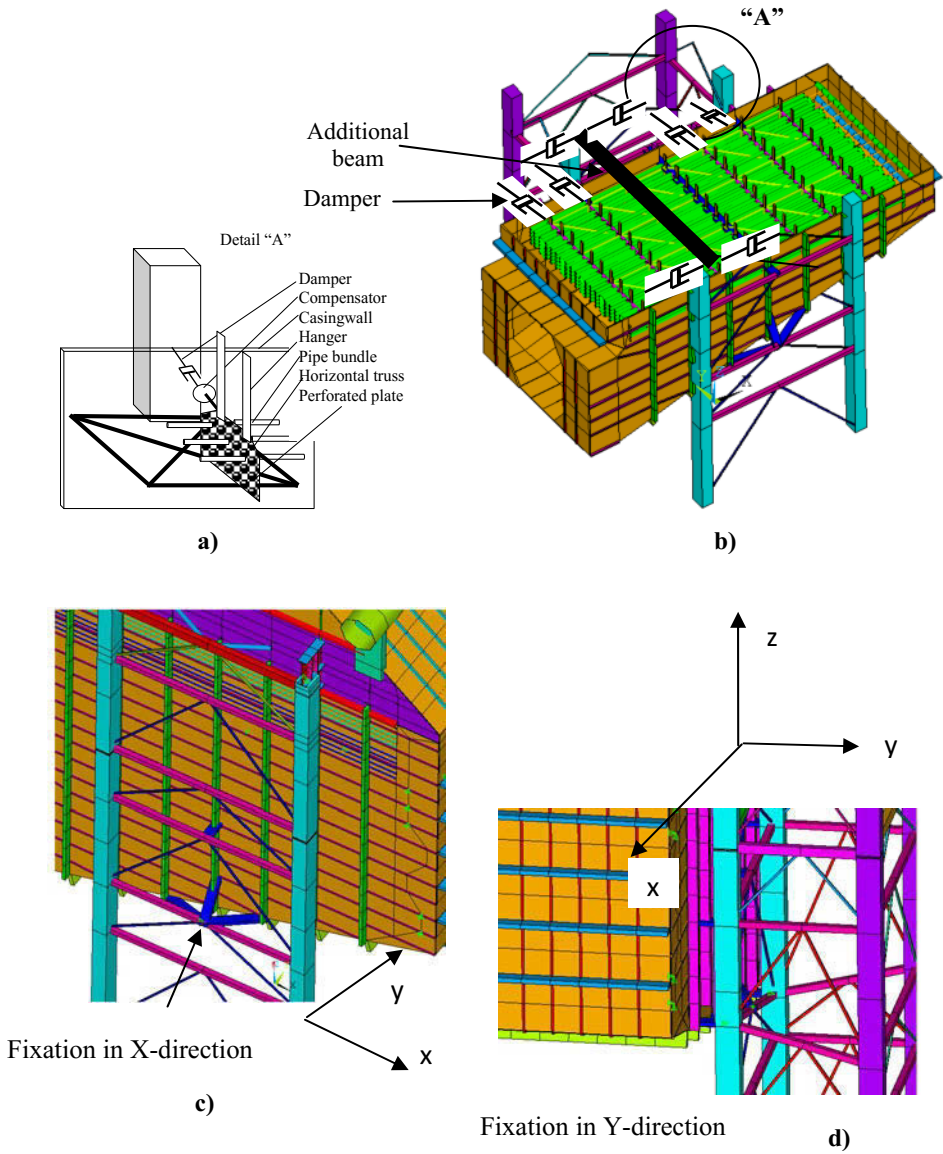 “A”
Additional
beam
Damper
Detail “A”
Damper
Compensator
Casingwall
Hanger
Pipe bundle
Horizontal truss
Perforated plate
Y
X
a)
b)
z
y
x
y
x
Fixation in X-direction
c)
Fixation in Y-direction
d)